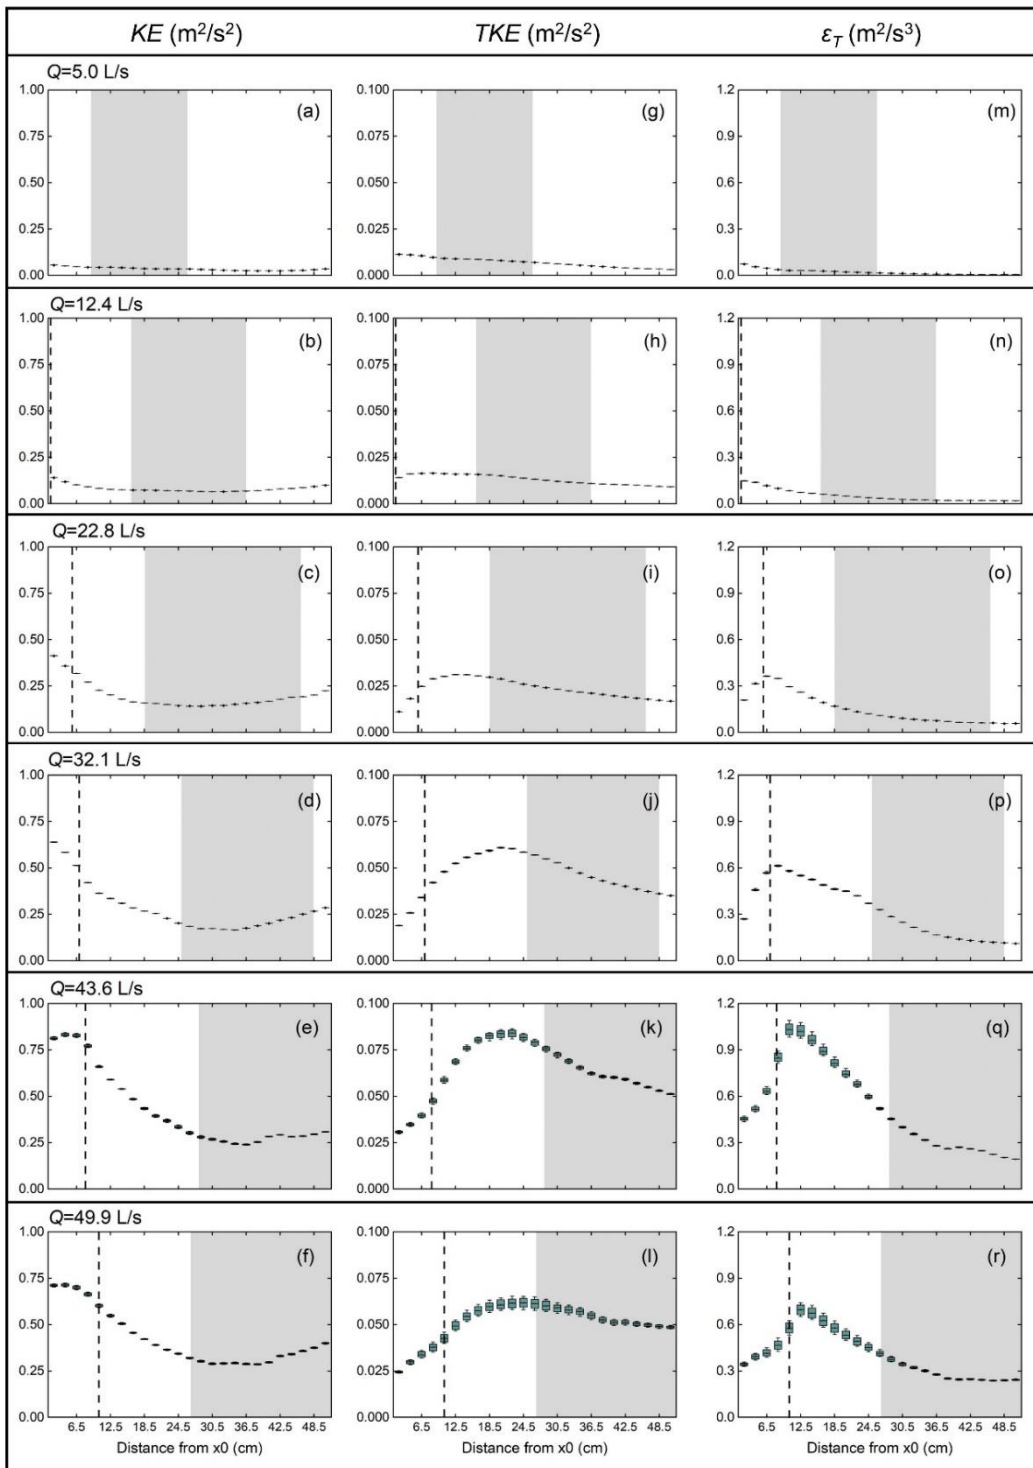 KE (m²/s²) TKE (m²/s²) ε_T (m²/s³)
Q=5.0 L/s
1.00 0.100 1.2
(a) (g) (m)
0.75 0.075 0.9
0.50 0.050 0.6
0.25 0.025 0.3
0.00 0.000 0.0
Q=12.4 L/s
1.00 0.100 1.2
(b) (h) (n)
0.75 0.075 0.9
0.50 0.050 0.6
0.25 0.025 0.3
0.00 0.000 0.0
Q=22.8 L/s
1.00 0.100 1.2
(c) (i) (o)
0.75 0.075 0.9
0.50 0.050 0.6
0.25 0.025 0.3
0.00 0.000 0.0
Q=32.1 L/s
1.00 0.100 1.2
(d) (j) (p)
0.75 0.075 0.9
0.50 0.050 0.6
0.25 0.025 0.3
0.00 0.000 0.0
Q=43.6 L/s
1.00 0.100 1.2
(e) (k) (q)
0.75 0.075 0.9
0.50 0.050 0.6
0.25 0.025 0.3
0.00 0.000 0.0
Q=49.9 L/s
1.00 0.100 1.2
(f) (l) (r)
0.75 0.075 0.9
0.50 0.050 0.6
0.25 0.025 0.3
0.00 0.000 0.0
6.5 12.5 18.5 24.5 30.5 36.5 42.5 48.5 6.5 12.5 18.5 24.5 30.5 36.5 42.5 48.5 6.5 12.5 18.5 24.5 30.5 36.5 42.5 48.5
Distance from x0 (cm) Distance from x0 (cm) Distance from x0 (cm)